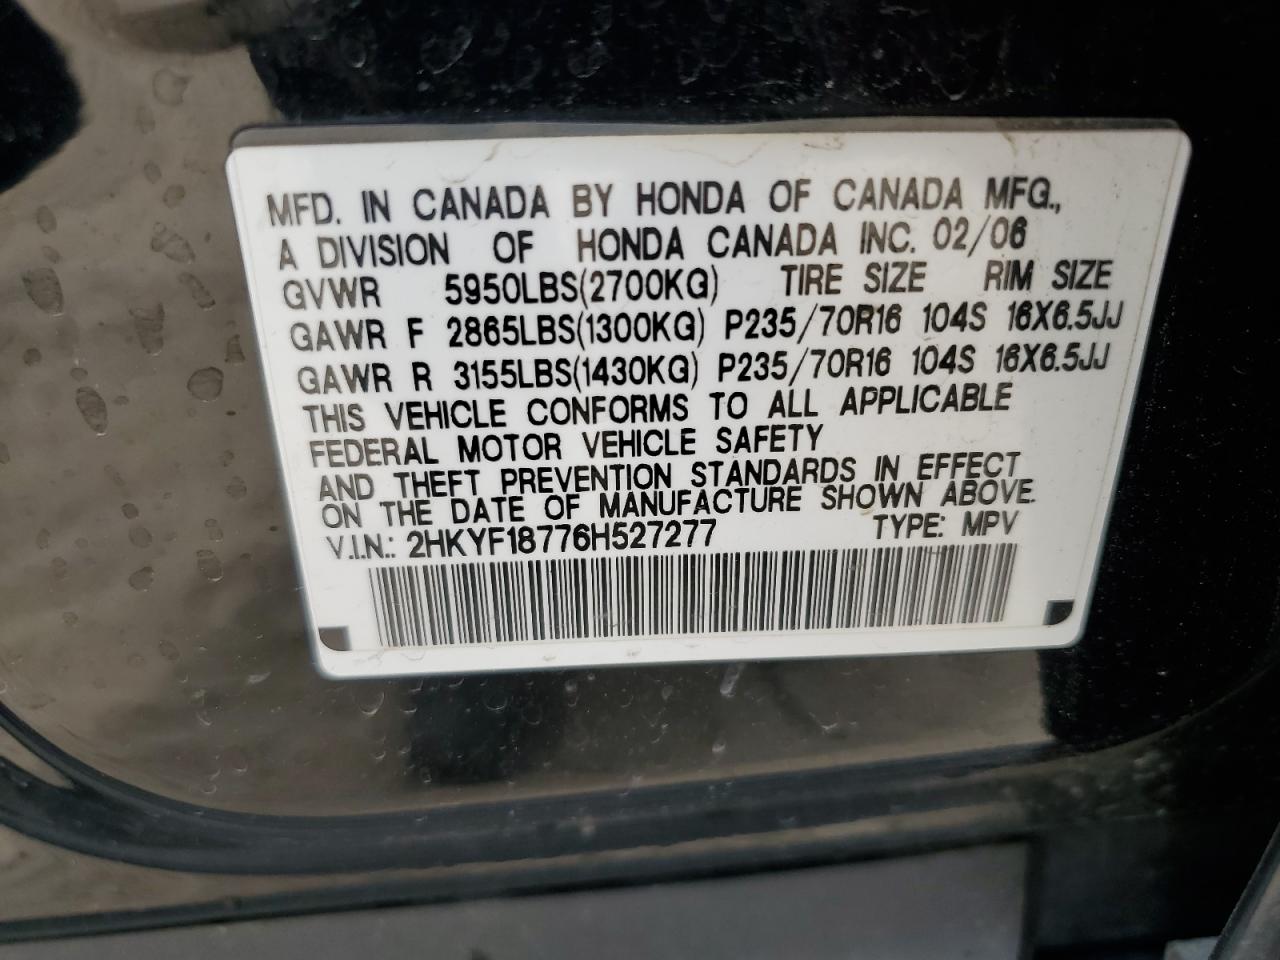 MFD. IN CANADA BY HONDA OF CANADA MFG.,
A DIVISION OF HONDA CANADA INC. 02/06
GVWR 5950LBS(2700KG) TIRE SIZE RIM SIZE
GAWR F 2865LBS(1300KG) P235/70R16 104S 16X6.5JJ
GAWR R 3155LBS(1430KG) P235/70R16 104S 16X6.5JJ
THIS VEHICLE CONFORMS TO ALL APPLICABLE
FEDERAL MOTOR VEHICLE SAFETY
AND THEFT PREVENTION STANDARDS IN EFFECT
ON THE DATE OF MANUFACTURE SHOWN ABOVE.
V.I.N.: 2HKYF18776H527277 TYPE: MPV